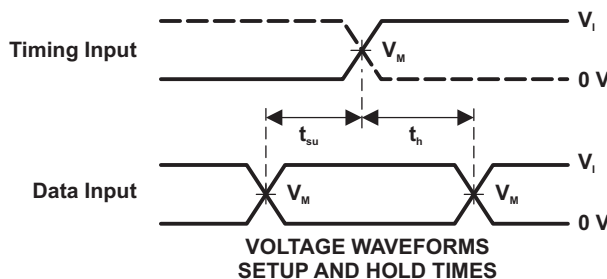 V_I
Timing Input
V_M
0 V
t_su
t_h
V_I
Data Input
V_M
V_M
0 V
VOLTAGE WAVEFORMS
SETUP AND HOLD TIMES